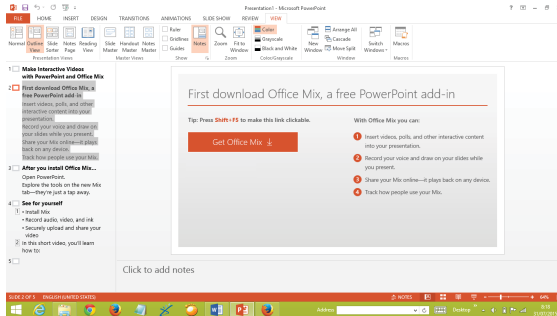 Presentation1 - Microsoft PowerPoint
FILE HOME INSERT DESIGN TRANSITIONS ANIMATIONS SLIDE SHOW REVIEW VIEW
Normal Outline View Slide Sorter Notes Page Reading View
Presentation Views
Slide Master Handout Master Notes Master
Master Views
Ruler
Gridlines
Guides
Notes
Show
Zoom Fit to Window
Zoom
Color
Grayscale
Black and White
Color/Grayscale
New Window
Arrange All
Cascade
Move Split
Switch Windows
Window
Macros
Macros
1 Make Interactive Videos
with PowerPoint and Office Mix
2 First download Office Mix, a
free PowerPoint add-in
Insert videos, polls, and other
interactive content into your
presentation.
Record your voice and draw on
your slides while you present.
Share your Mix online—it plays
back on any device.
Track how people use your Mix.
3 After you install Office Mix...
Open PowerPoint.
Explore the tools on the new Mix
tab—they're just a tap away.
4 See for yourself
1 • Install Mix
• Record audio, video, and ink
• Securely upload and share your
video
2 In this short video, you'll learn
how to:
5
First download Office Mix, a free PowerPoint add-in
Tip: Press Shift+F5 to make this link clickable.
Get Office Mix
With Office Mix you can:
1 Insert videos, polls, and other interactive content
into your presentation.
2 Record your voice and draw on your slides while
you present.
3 Share your Mix online—it plays back on any device.
4 Track how people use your Mix.
Click to add notes
SLIDE 2 OF 5 ENGLISH (UNITED STATES)
NOTES
64%
Address
Desktop